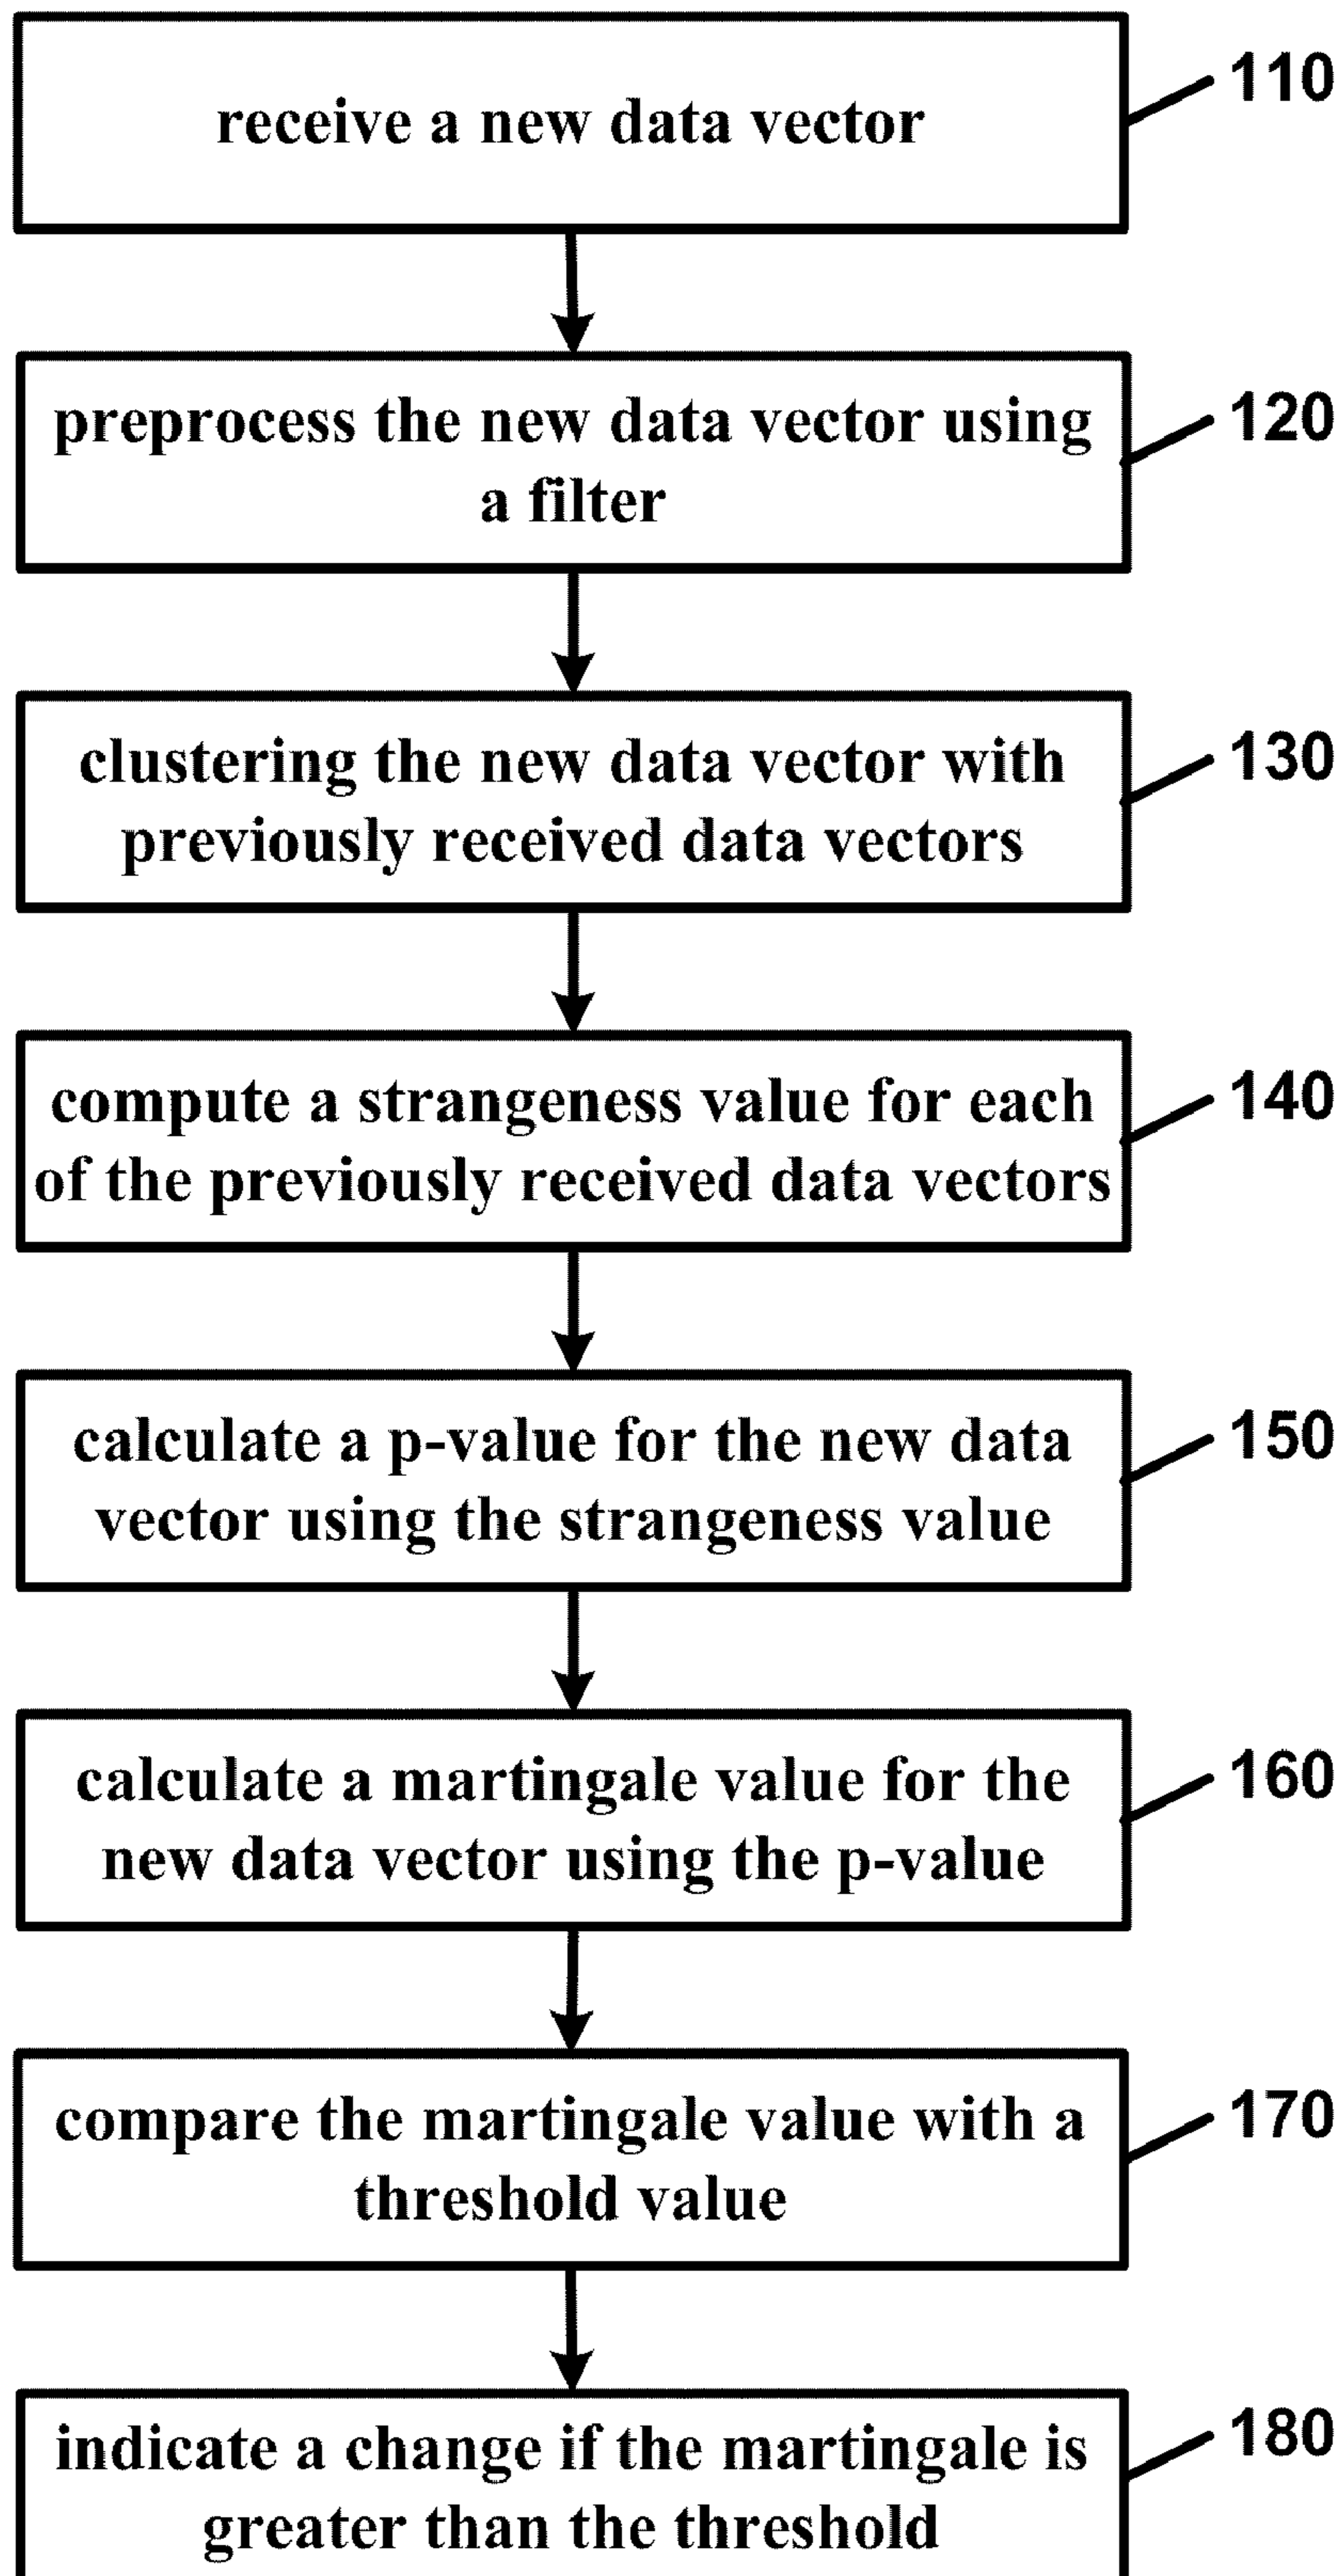 receive a new data vector
110
preprocess the new data vector using
a filter
120
clustering the new data vector with
previously received data vectors
130
compute a strangeness value for each
of the previously received data vectors
140
calculate a p-value for the new data
vector using the strangeness value
150
calculate a martingale value for the
new data vector using the p-value
160
compare the martingale value with a
threshold value
170
indicate a change if the martingale is
greater than the threshold
180